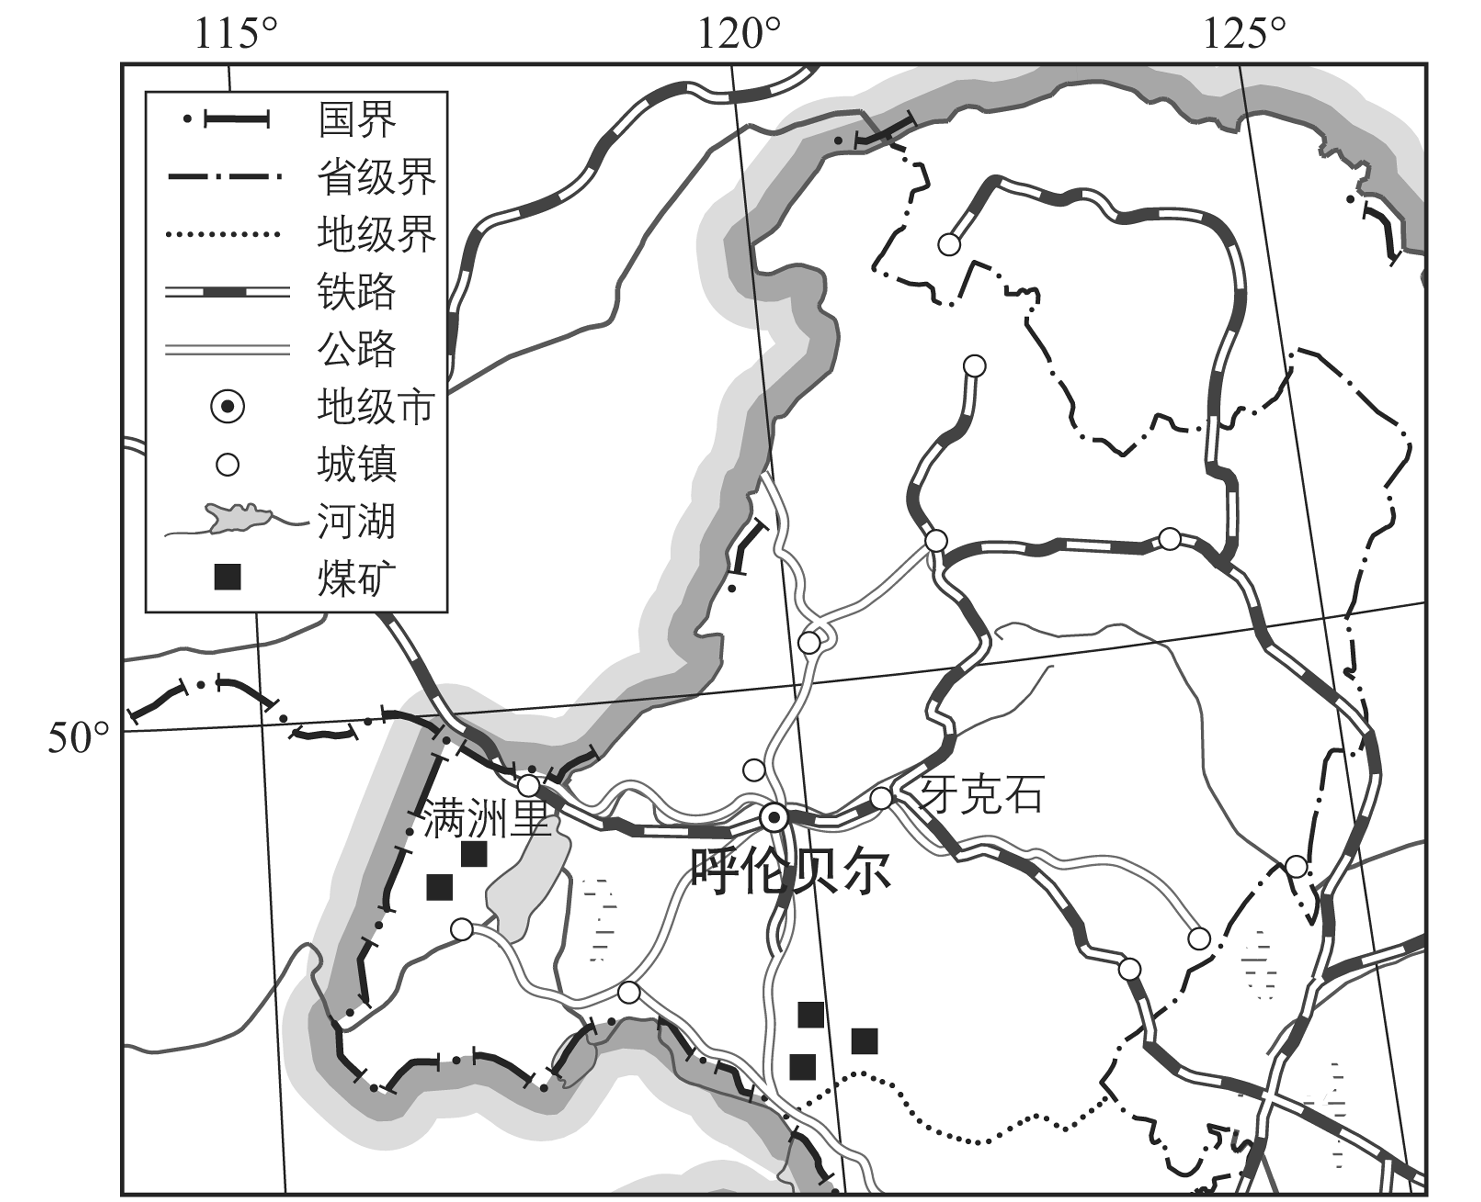 115° 120° 125°
国界
省级界
地级界
铁路
公路
地级市
城镇
河湖
煤矿
50°
满洲里
牙克石
呼伦贝尔